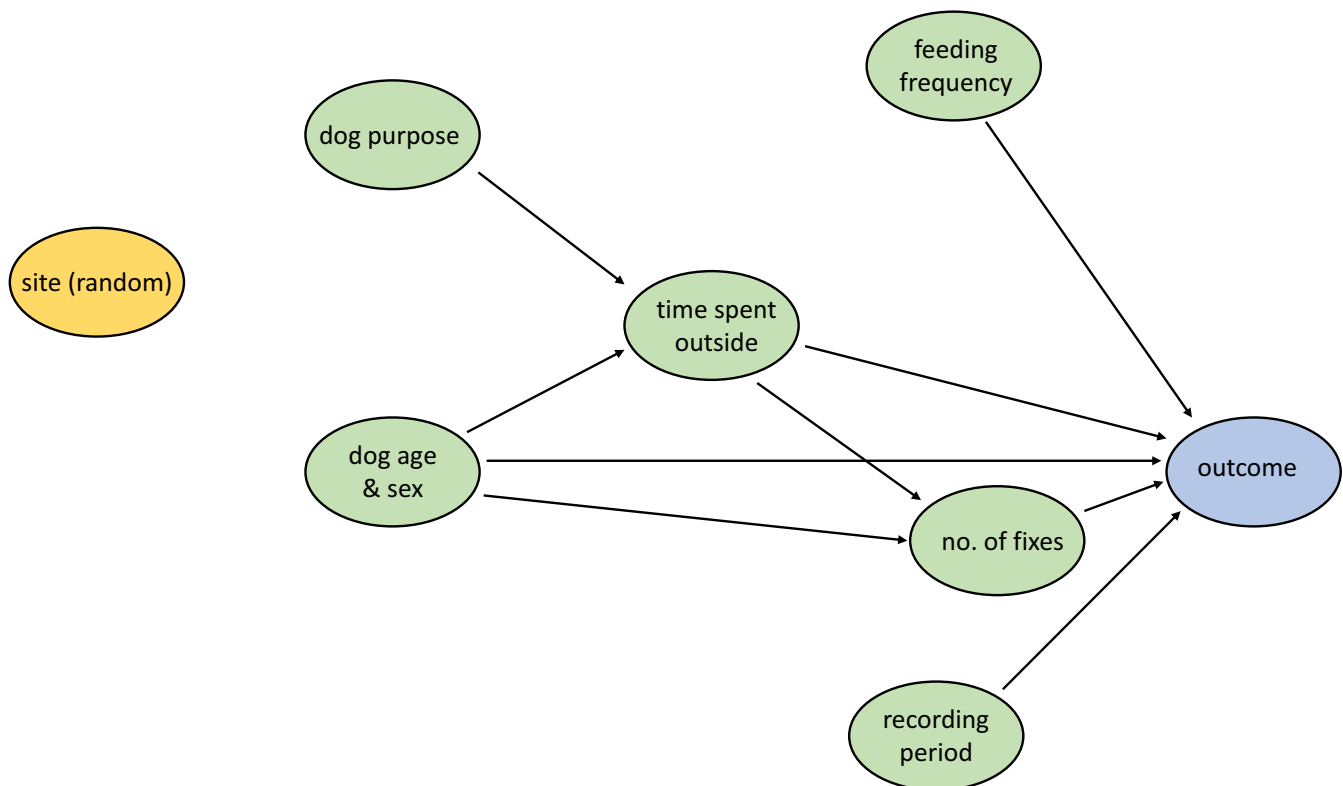 feeding
frequency
dog purpose
site (random)
time spent
outside
dog age
& sex
outcome
no. of fixes
recording
period